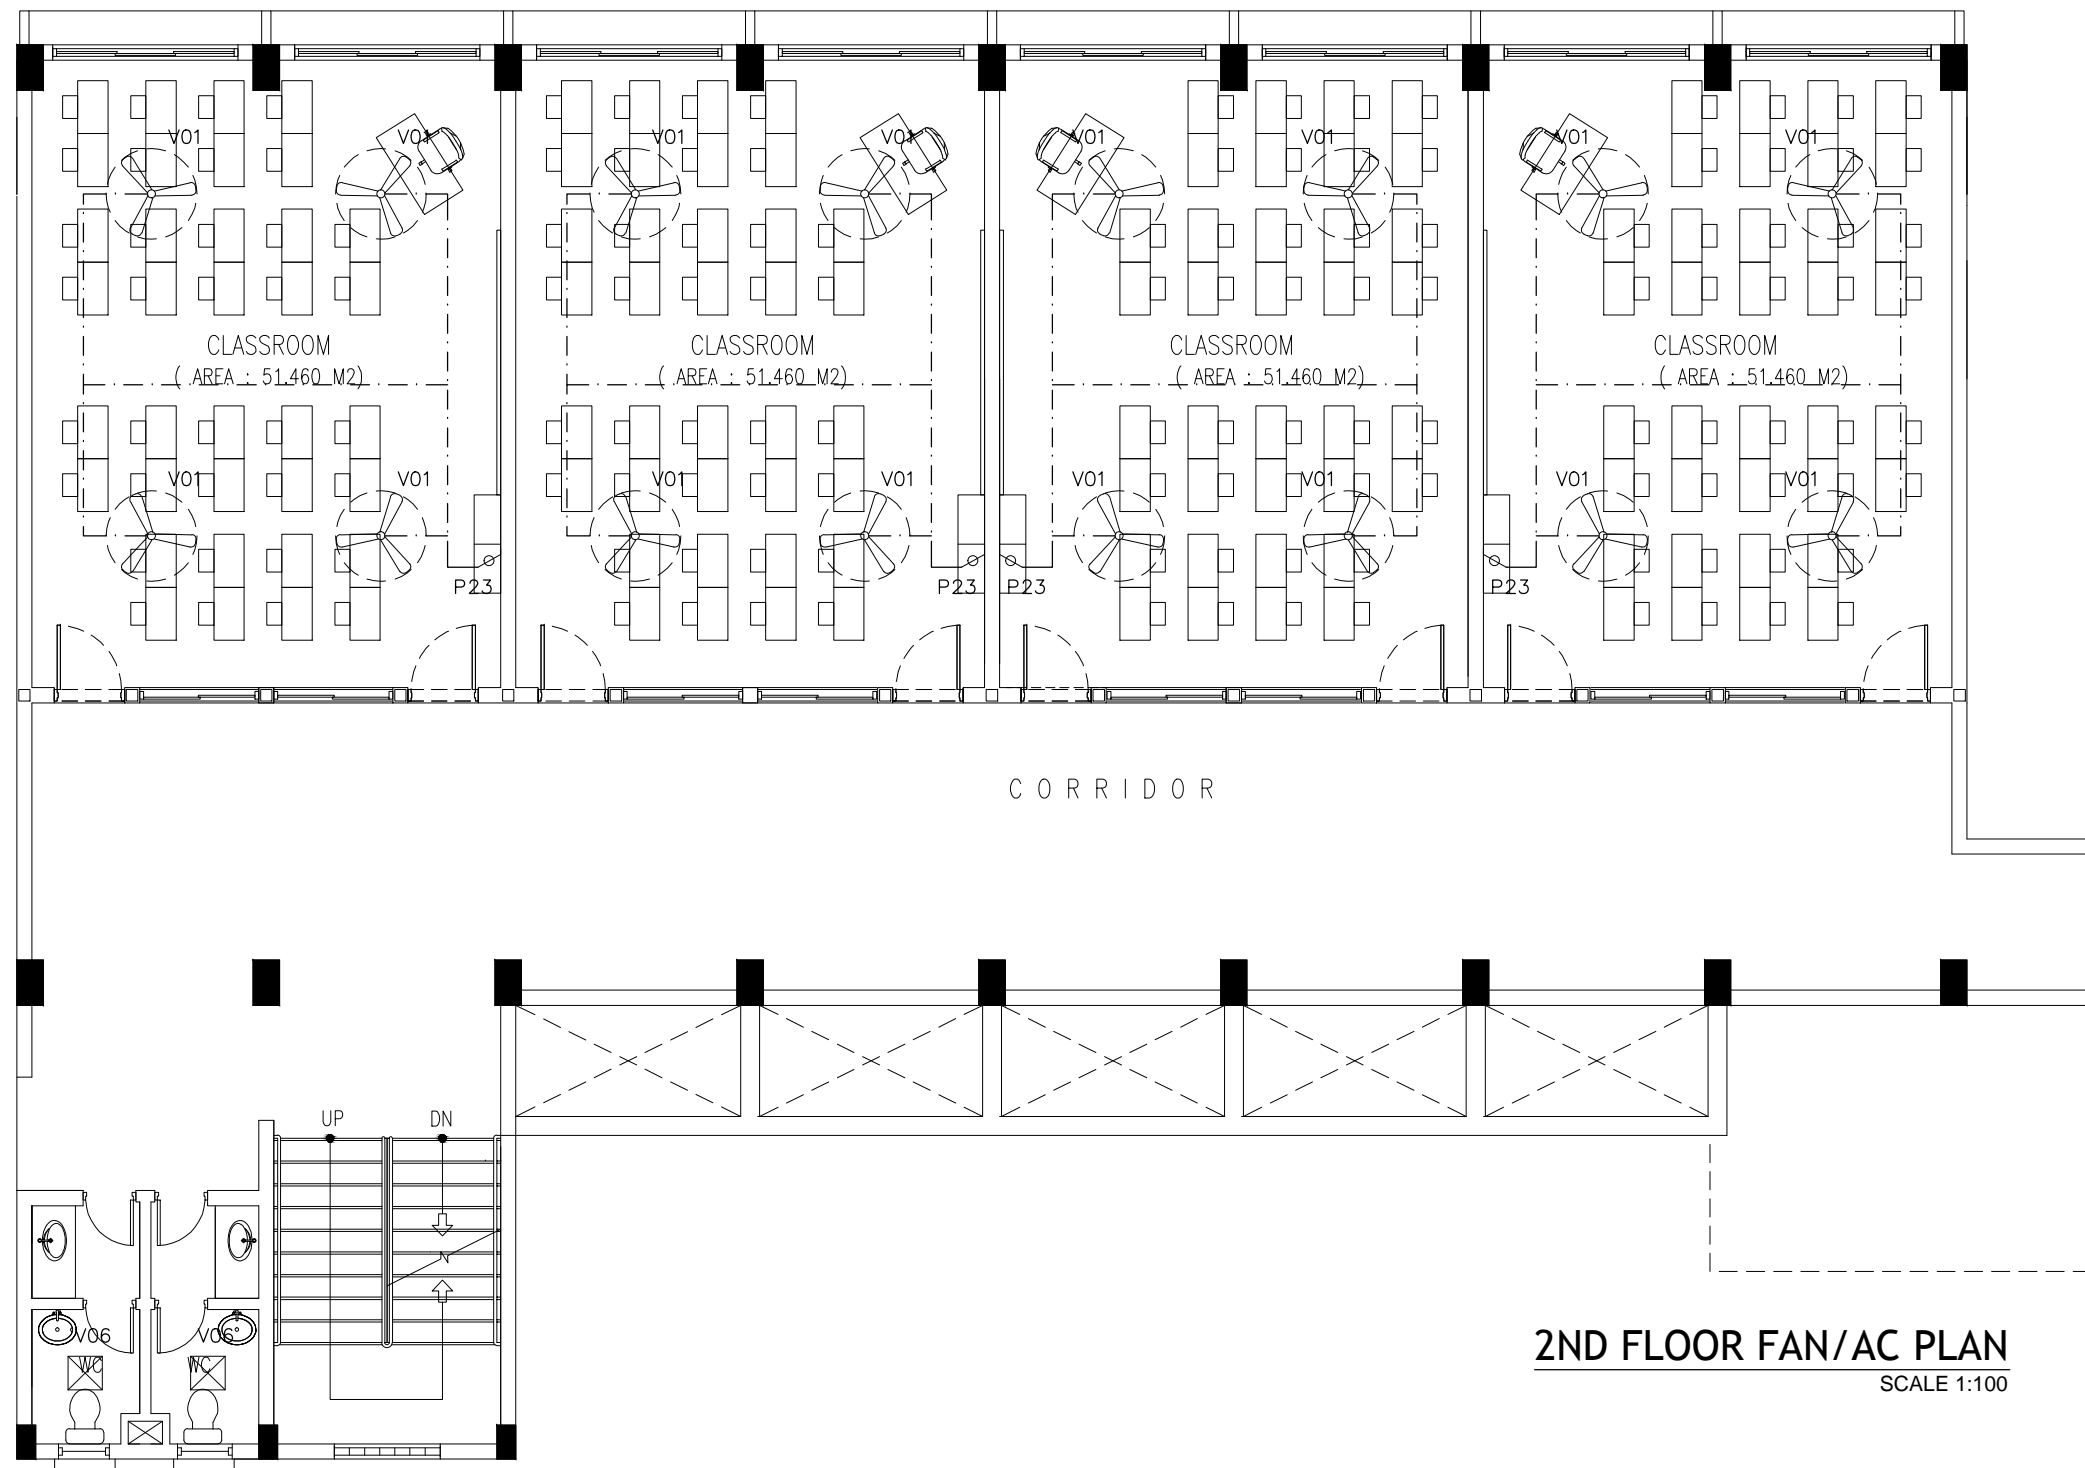 V01 V01 V01 V01 V01 V01 V01 V01
CLASSROOM CLASSROOM CLASSROOM CLASSROOM
( AREA : 51.460 M2) ( AREA : 51.460 M2) ( AREA : 51.460 M2) ( AREA : 51.460 M2)
V01 V01 V01 V01 V01 V01 V01 V01
P23 P23 P23 P23
CORRIDOR
UP DN
V06 V06
WC WC
2ND FLOOR FAN/AC PLAN
SCALE 1:100